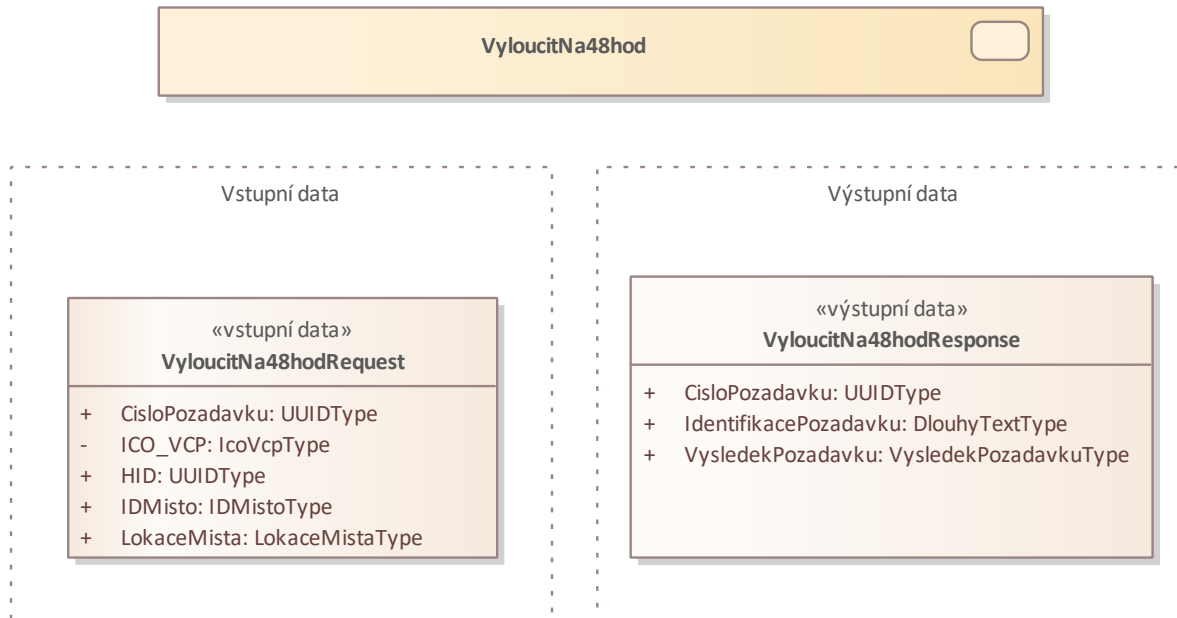 VyloucitNa48hod
Vstupní data
«vstupní data»
VyloucitNa48hodRequest
+ CisloPozadavku: UUIDType
- ICO_VCP: IcoVcpType
+ HID: UUIDType
+ IDMisto: IDMistoType
+ LokaceMista: LokaceMistaType
Výstupní data
«výstupní data»
VyloucitNa48hodResponse
+ CisloPozadavku: UUIDType
+ IdentifikacePozadavku: DlouhyTextType
+ VysledekPozadavku: VysledekPozadavkuType